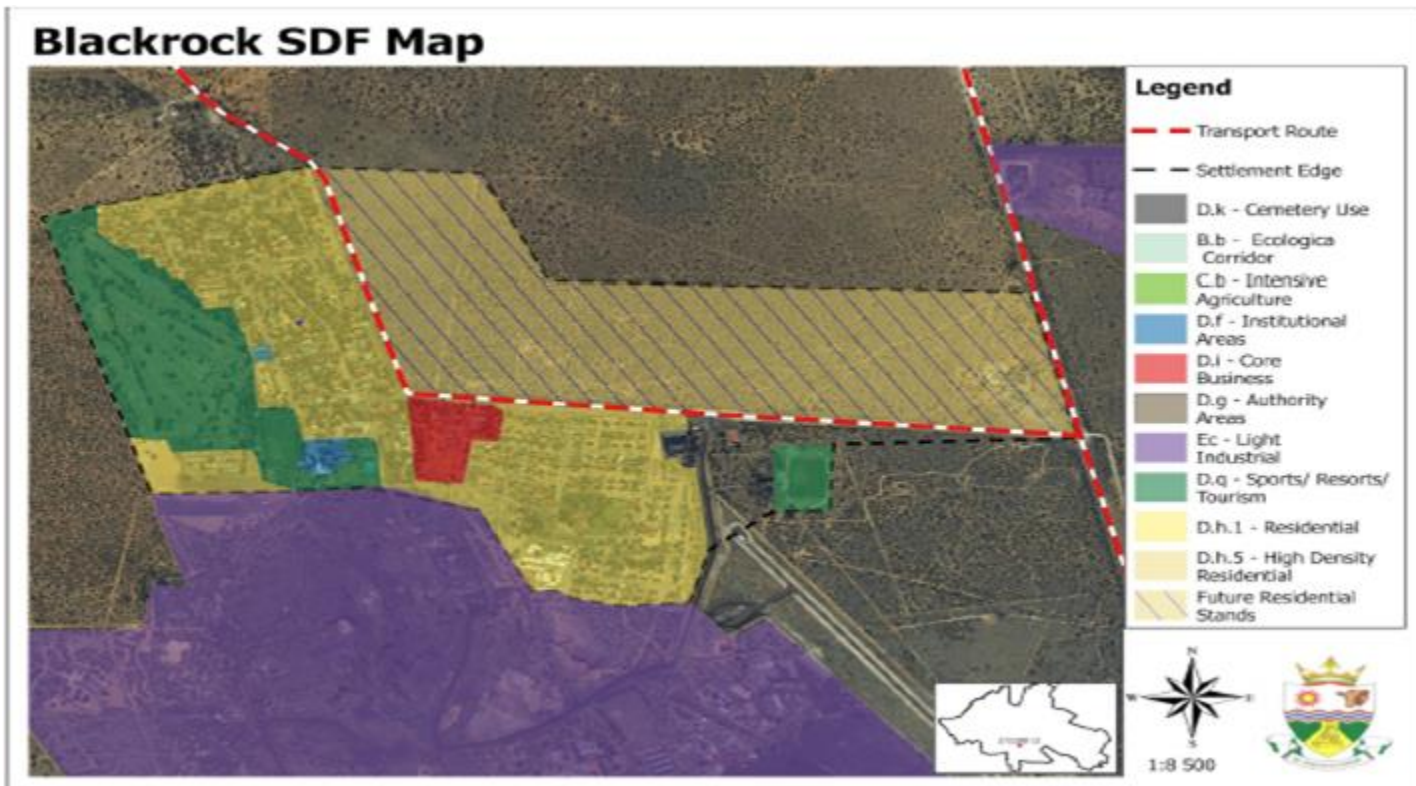 Blackrock SDF Map
Legend
Transport Route
Settlement Edge
D.k - Cemetery Use
B.b - Ecologica
Corridor
C.b - Intensive
Agriculture
D.f - Institutional
Areas
D.i - Core
Business
D.g - Authority
Areas
Ec - Light
Industrial
D.q - Sports/ Resorts/
Tourism
D.h.1 - Residential
D.h.5 - High Density
Residential
Future Residential
Stands
N
W
E
S
1:8 500